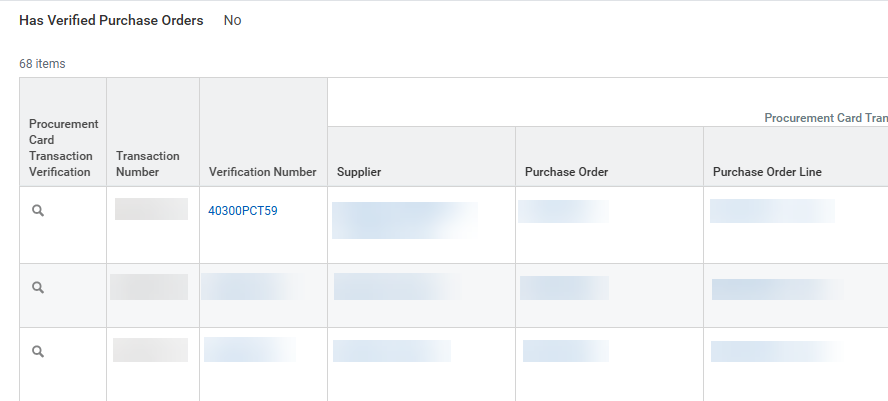 Has Verified Purchase Orders No
68 items
Procurement Card Tran
Procurement
Card
Transaction
Verification
Transaction
Number
Verification Number
Supplier
Purchase Order
Purchase Order Line
40300PCT59